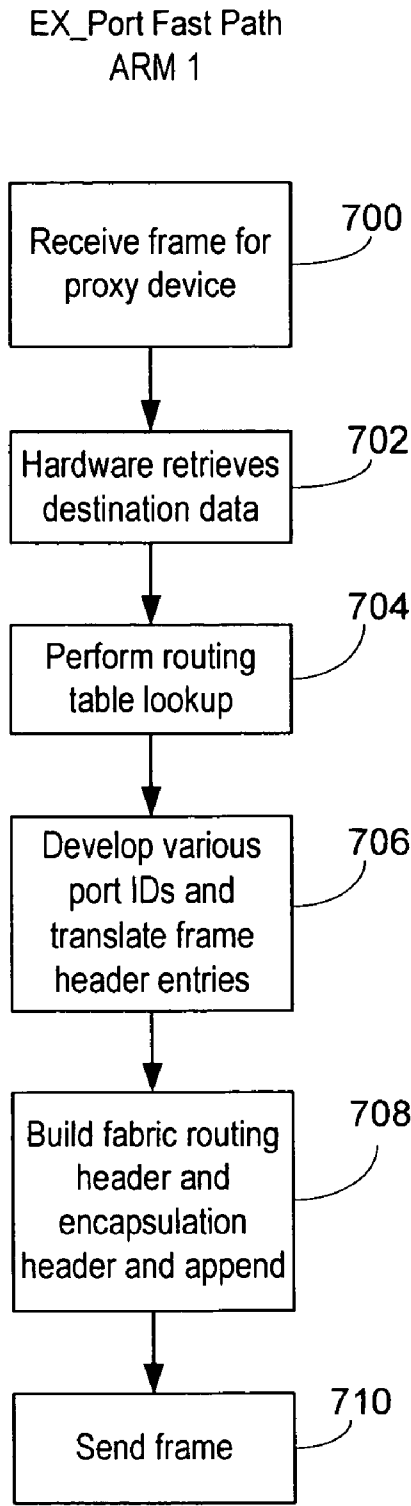 EX_Port Fast Path
ARM 1
700
Receive frame for
proxy device
702
Hardware retrieves
destination data
704
Perform routing
table lookup
706
Develop various
port IDs and
translate frame
header entries
708
Build fabric routing
header and
encapsulation
header and append
710
Send frame